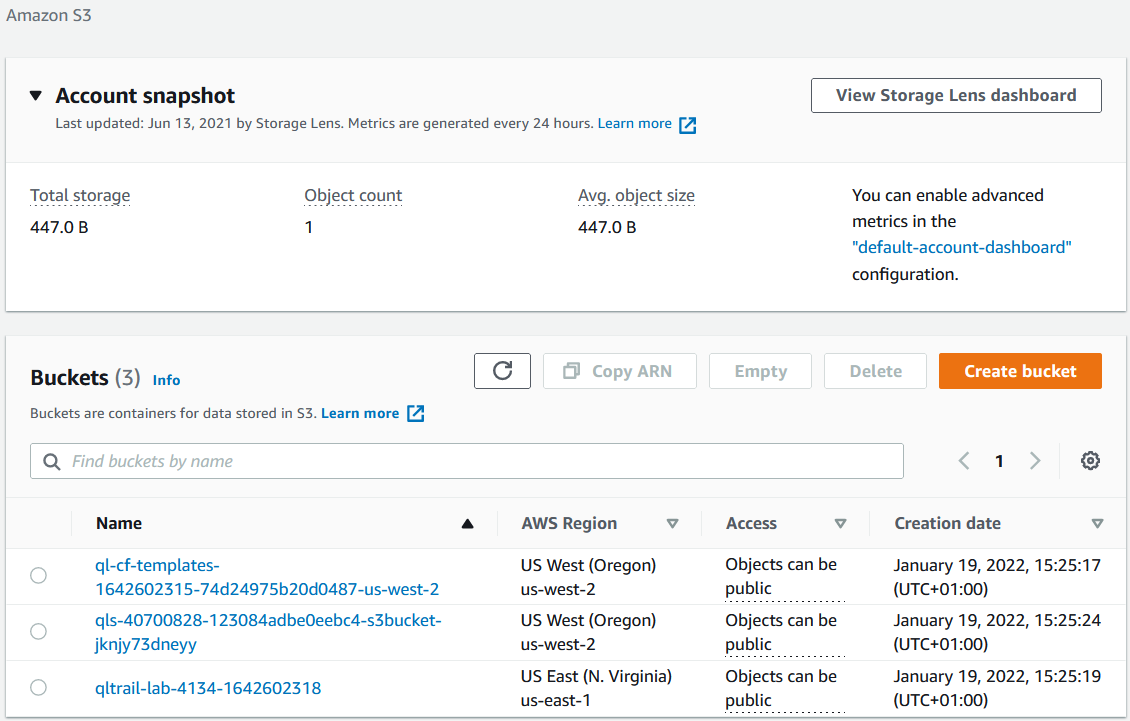 Amazon S3
Account snapshot
View Storage Lens dashboard
Last updated: Jun 13, 2021 by Storage Lens. Metrics are generated every 24 hours. Learn more
Total storage
447.0 B
Object count
1
Avg. object size
447.0 B
You can enable advanced
metrics in the
"default-account-dashboard"
configuration.
Buckets (3) Info
Copy ARN
Empty
Delete
Create bucket
Buckets are containers for data stored in S3. Learn more
Find buckets by name
1
Name
AWS Region
Access
Creation date
ql-cf-templates-
1642602315-74d24975b20d0487-us-west-2
US West (Oregon)
us-west-2
Objects can be
public
January 19, 2022, 15:25:17
(UTC+01:00)
qls-40700828-123084adbe0eebc4-s3bucket-
jknjy73dneyy
US West (Oregon)
us-west-2
Objects can be
public
January 19, 2022, 15:25:24
(UTC+01:00)
qltrail-lab-4134-1642602318
US East (N. Virginia)
us-east-1
Objects can be
public
January 19, 2022, 15:25:19
(UTC+01:00)